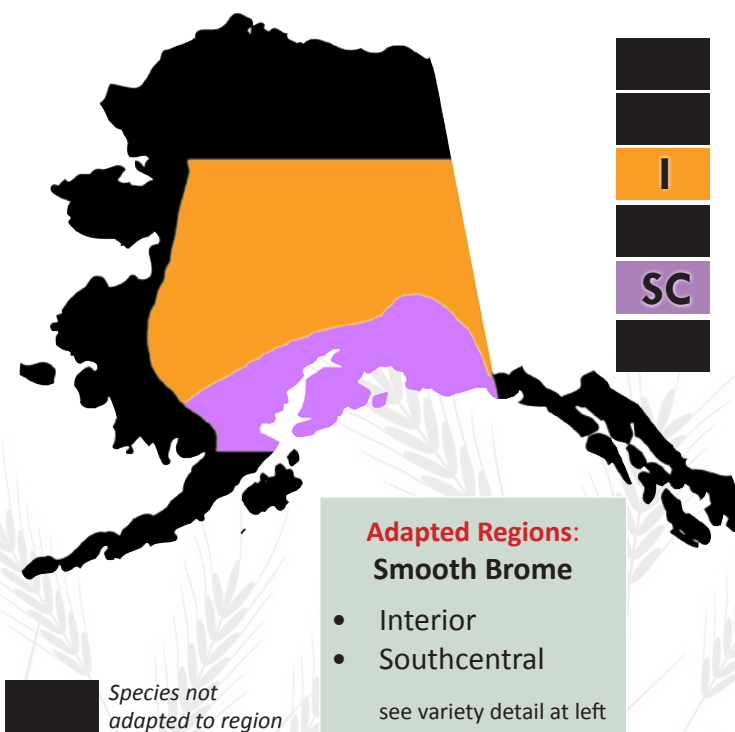 I
SC
Adapted Regions:
Smooth Brome
• Interior
• Southcentral
see variety detail at left
Species not
adapted to region